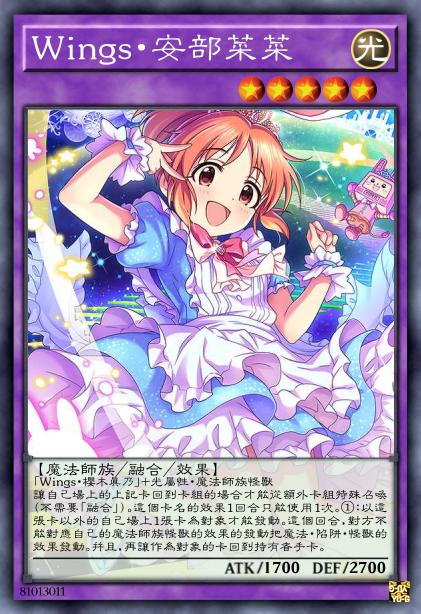 Wings・安部菜菜
光
【魔法師族／融合／效果】
「Wings・櫻木真乃」＋光屬性・魔法師族怪獸
讓自己場上的上記卡回到卡組的場合才能從額外卡組特殊召喚
(不需要「融合」)。這個卡名的效果1回合只能使用1次。①：以這
張卡以外的自己場上1張卡為對象才能發動。這個回合，對方不
能對應自己的魔法師族怪獸的效果的發動把魔法・陷阱・怪獸的
效果發動。并且，再讓作為對象的卡回到持有者手卡。
ATK/1700 DEF/2700
81013011